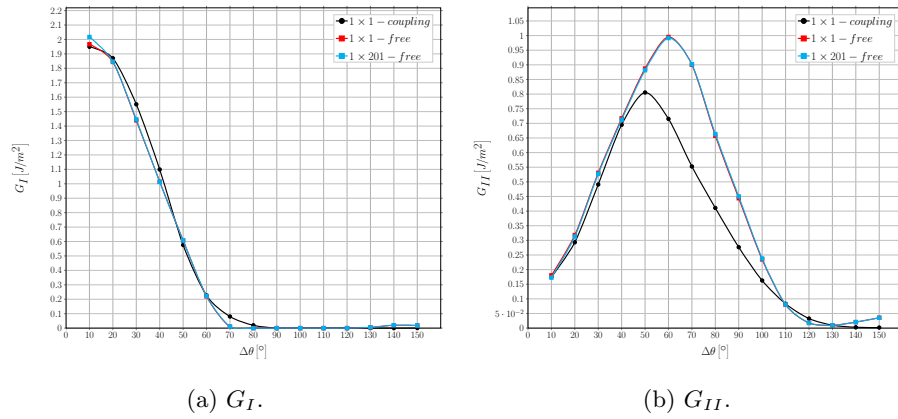 2.2
2.1
2
1.9
1.8
1.7
1.6
1.5
1.4
1.3
1.2
1.1
1
0.9
0.8
0.7
0.6
0.5
0.4
0.3
0.2
0.1
0
G_I [J/m^2]
1 × 1 − coupling
1 × 1 − free
1 × 201 − free
10 20 30 40 50 60 70 80 90 100 110 120 130 140 150
Δθ [°]
(a) G_I.
1.05
1
0.95
0.9
0.85
0.8
0.75
0.7
0.65
0.6
0.55
0.5
0.45
0.4
0.35
0.3
0.25
0.2
0.15
0.1
5 · 10^−2
0
G_II [J/m^2]
1 × 1 − coupling
1 × 1 − free
1 × 201 − free
10 20 30 40 50 60 70 80 90 100 110 120 130 140 150
Δθ [°]
(b) G_II.